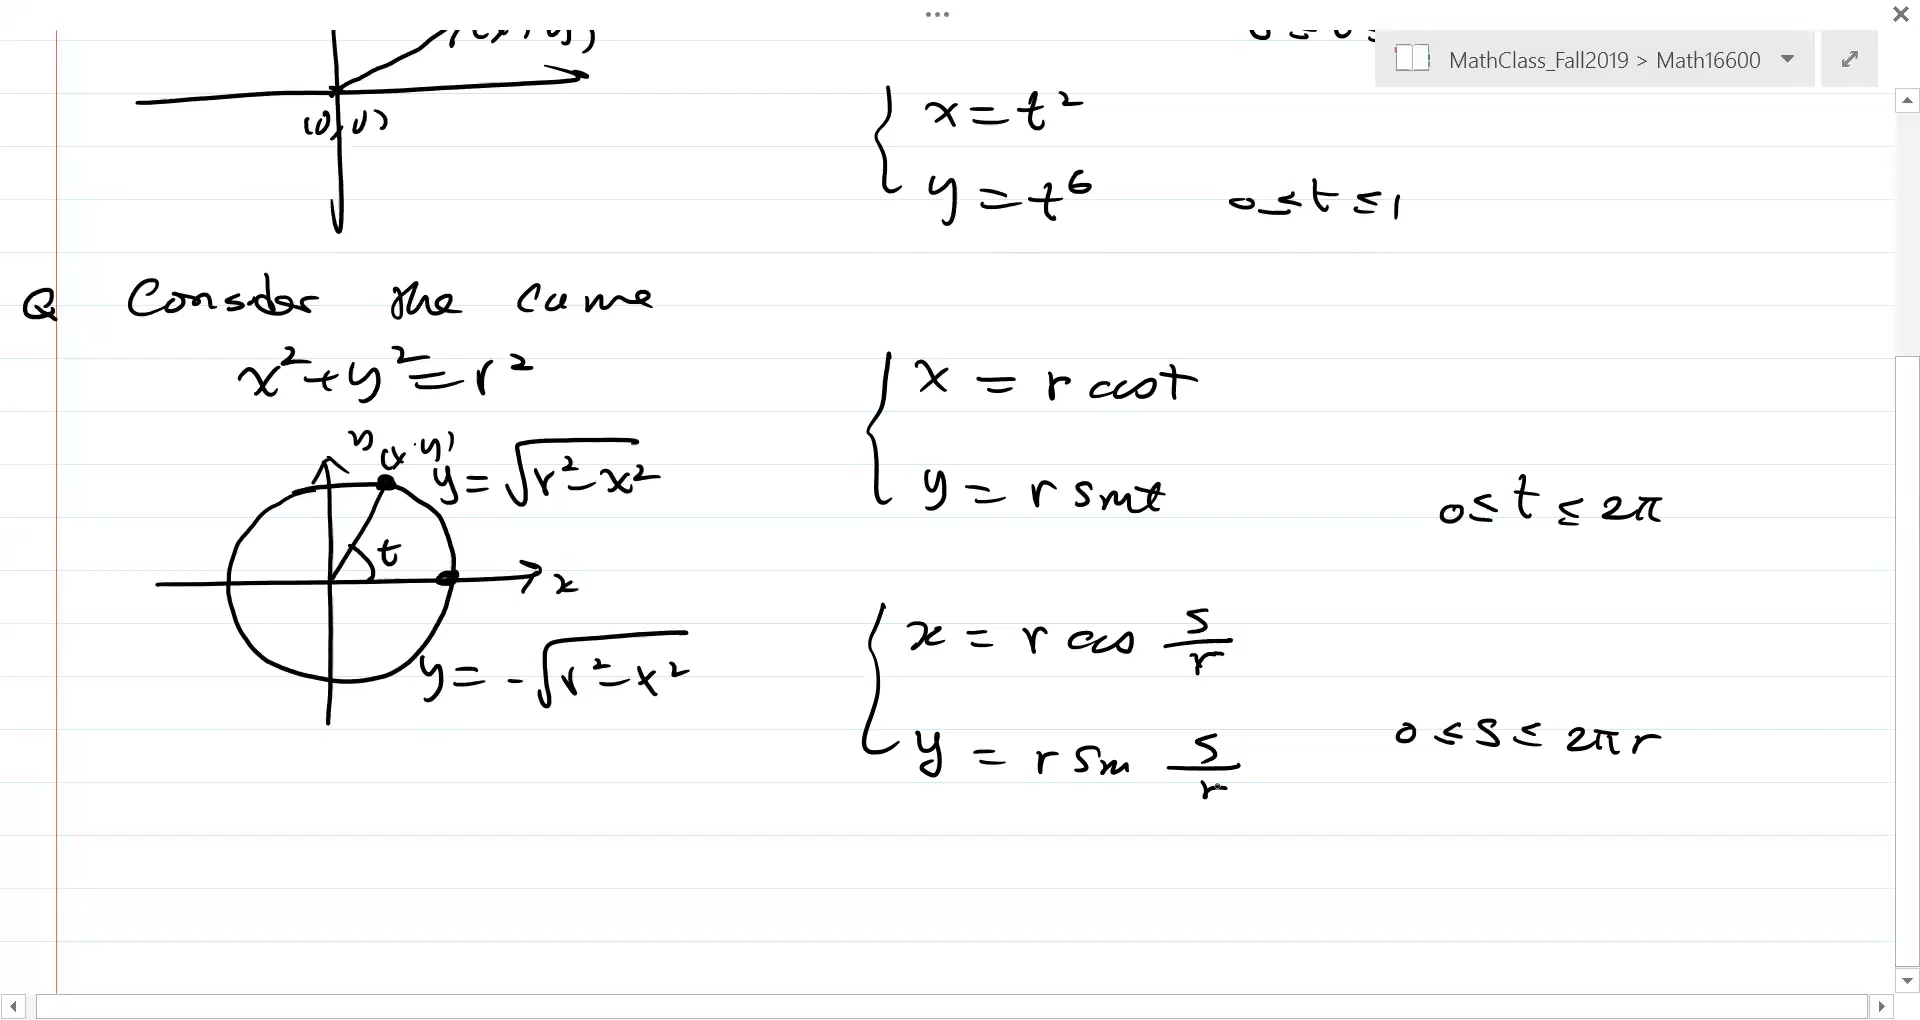 MathClass_Fall2019 > Math16600
(0,0)
x = t²
y = t⁶ 0 ≤ t ≤ 1
Q Consider the curve
x² + y² = r²
x = r cos t
y = r sin t 0 ≤ t ≤ 2π
y (x, y)
y = √(r² – x²)
t
x
y = -√(r² – x²)
x = r cos s/r
y = r sin s/r 0 ≤ s ≤ 2πr